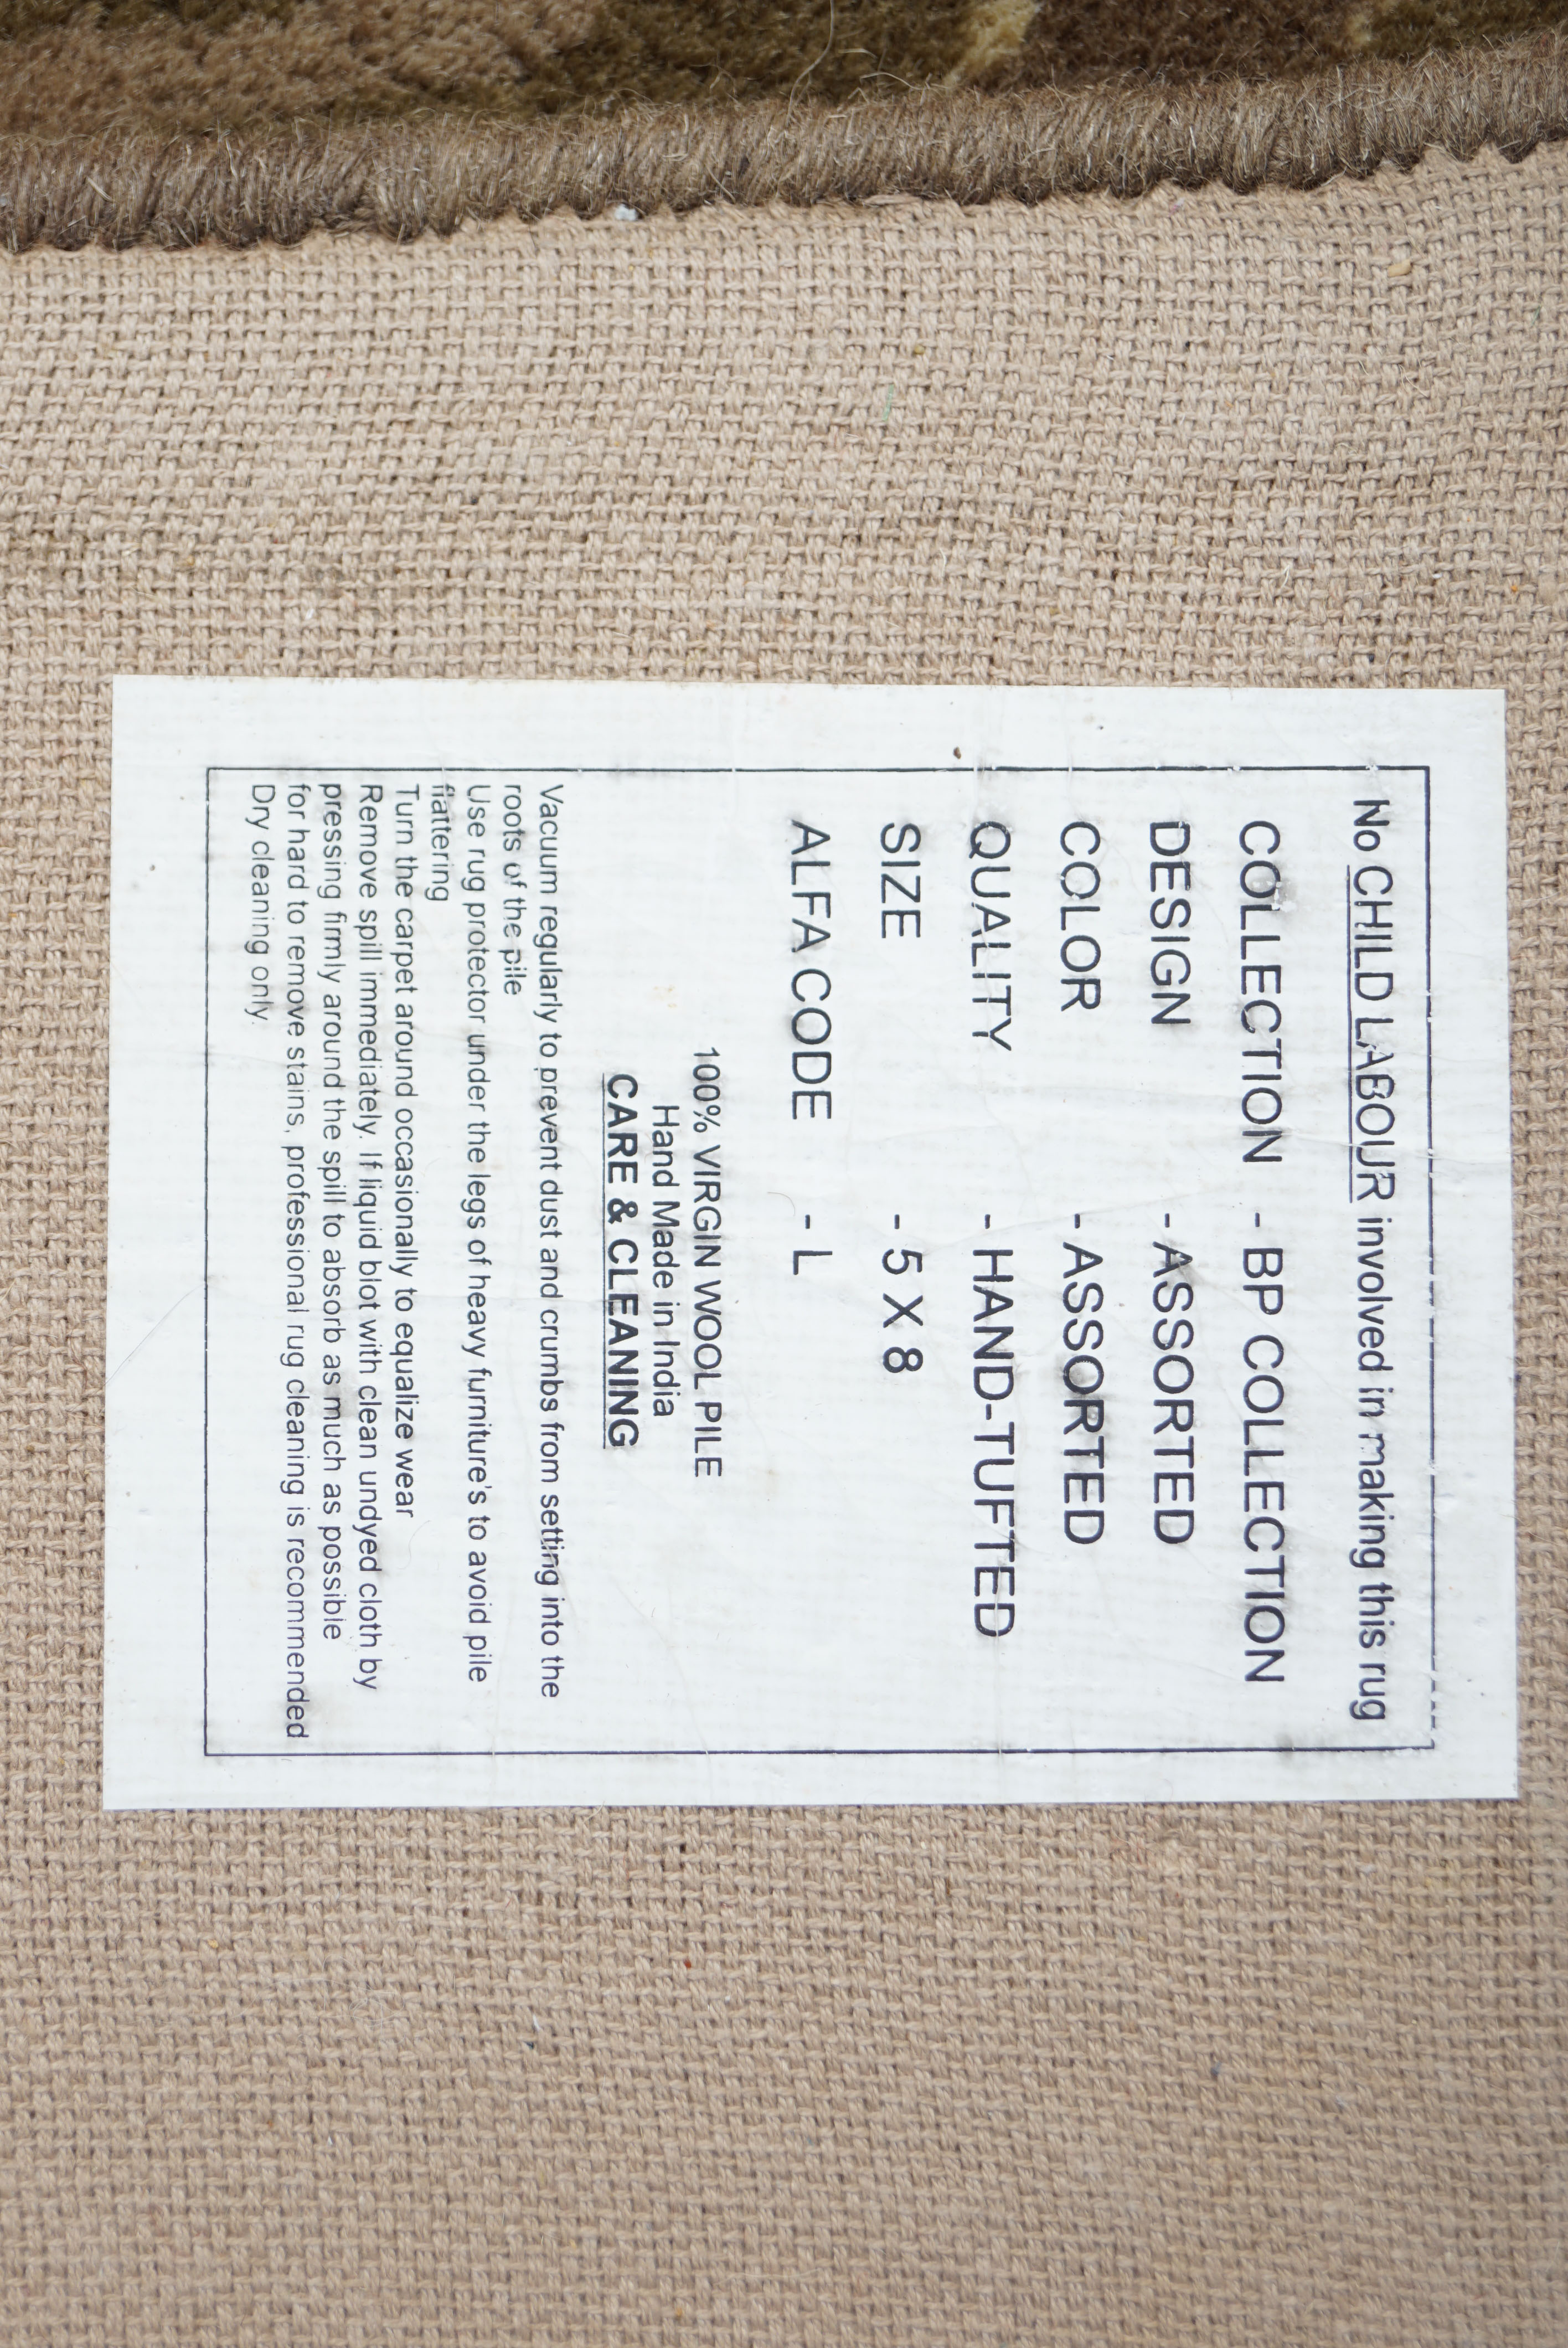 No CHILD LABOUR involved in making this rug
COLLECTION - BP COLLECTION
DESIGN - ASSORTED
COLOR - ASSORTED
QUALITY - HAND-TUFTED
SIZE - 5 X 8
ALFA CODE - L
100% VIRGIN WOOL PILE
Hand Made in India
CARE & CLEANING
Vacuum regularly to prevent dust and crumbs from setting into the
roots of the pile
Use rug protector under the legs of heavy furniture's to avoid pile
flattering
Turn the carpet around occasionally to equalize wear
Remove spill immediately. If liquid blot with clean undyed cloth by
pressing firmly around the spill to absorb as much as possible
for hard to remove stains, professional rug cleaning is recommended
Dry cleaning only.